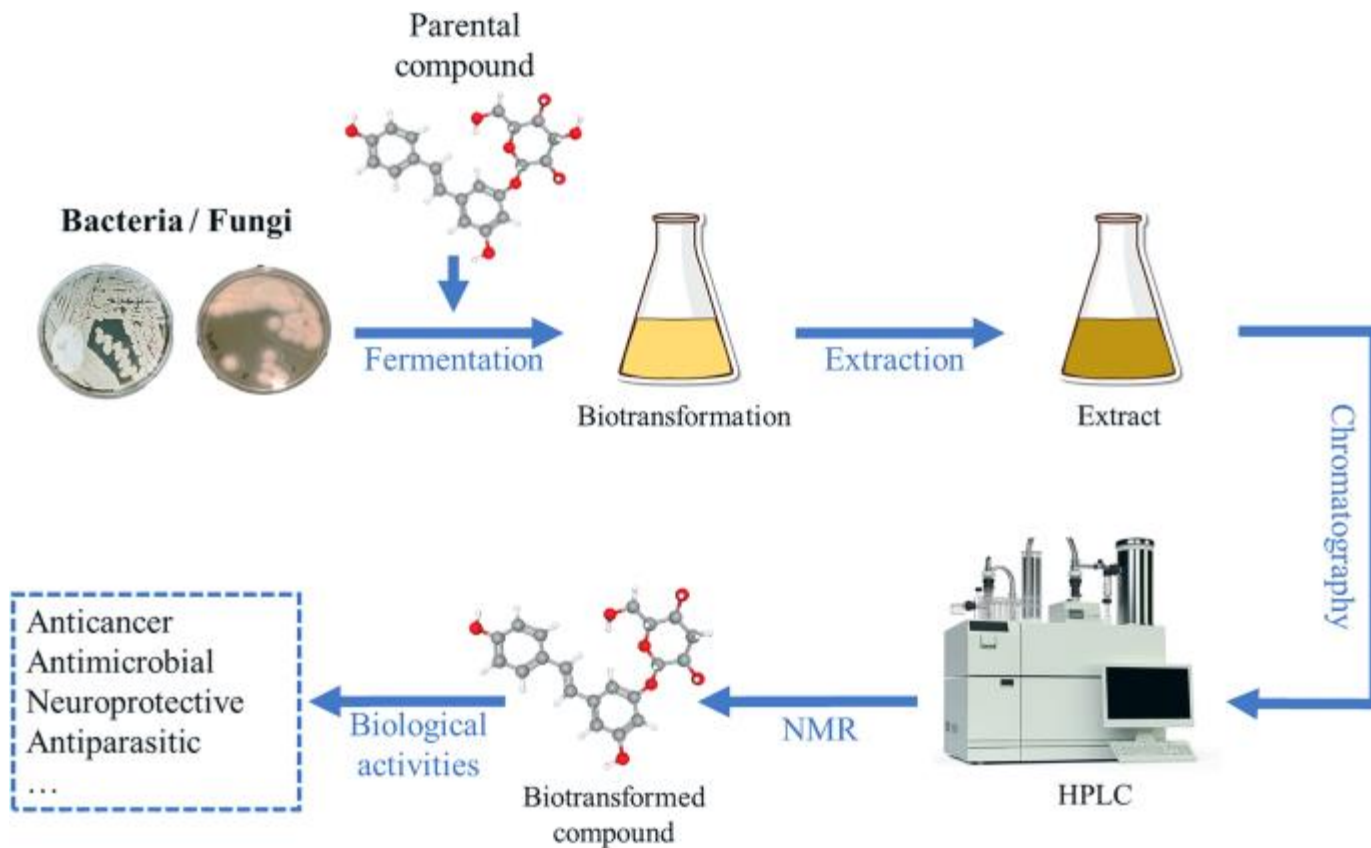 Parental
compound
Bacteria / Fungi
Fermentation
Extraction
Biotransformation
Extract
Chromatography
Anticancer
Antimicrobial
Neuroprotective
Antiparasitic
…
Biological
activities
NMR
Biotransformed
compound
HPLC